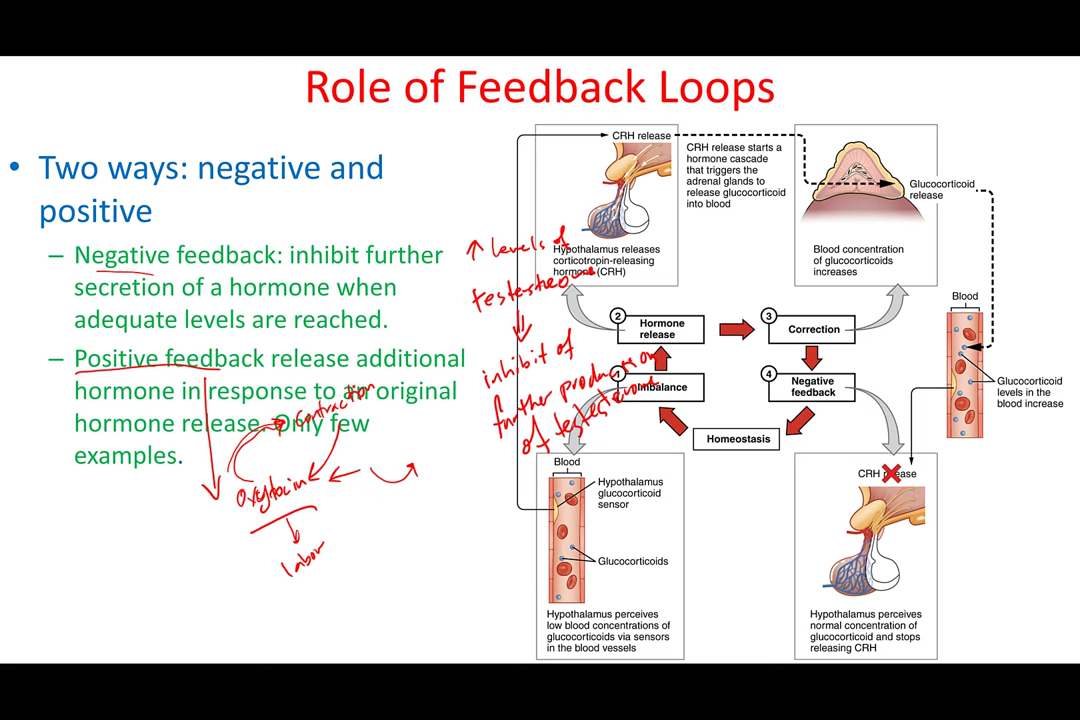 Role of Feedback Loops
• Two ways: negative and
positive
– Negative feedback: inhibit further
secretion of a hormone when
adequate levels are reached.
– Positive feedback release additional
hormone in response to an original
hormone release. Only few
examples.
contraction
oxytocin
labor
↑ levels of
testesterone
inhibit of
further production
of testesterone
CRH release
CRH release starts a
hormone cascade
that triggers the
adrenal glands to
release glucocorticoid
into blood
Hypothalamus releases
corticotropin-releasing
hormone (CRH)
Glucocorticoid
release
Blood concentration
of glucocorticoids
increases
2
Hormone
release
3
Correction
1
Imbalance
4
Negative
feedback
Homeostasis
Blood
Glucocorticoid
levels in the
blood increase
Blood
Hypothalamus
glucocorticoid
sensor
Glucocorticoids
Hypothalamus perceives
low blood concentrations of
glucocorticoids via sensors
in the blood vessels
CRH release
Hypothalamus perceives
normal concentration of
glucocorticoid and stops
releasing CRH